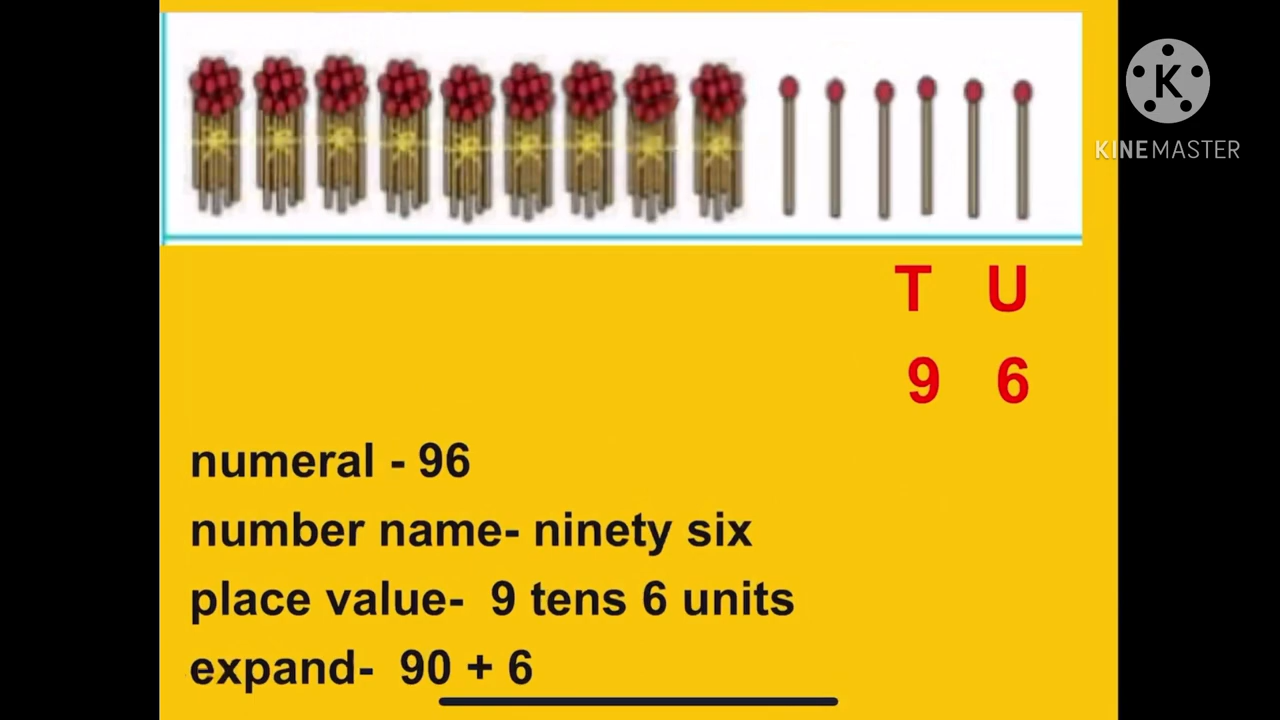 K
KINEMASTER
T U
9 6
numeral - 96
number name- ninety six
place value- 9 tens 6 units
expand- 90 + 6